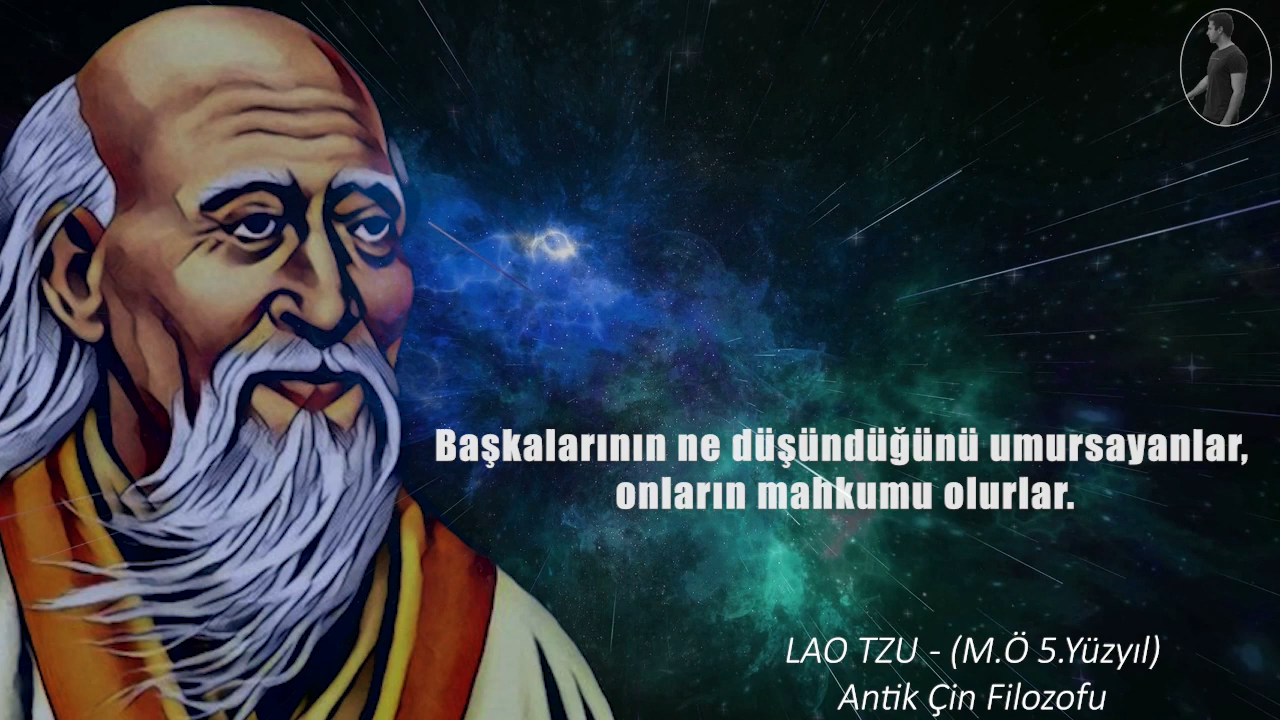 Başkalarının ne düşündüğünü umursayanlar,
onların mahkumu olurlar.
LAO TZU - (M.Ö 5.Yüzyıl)
Antik Çin Filozofu